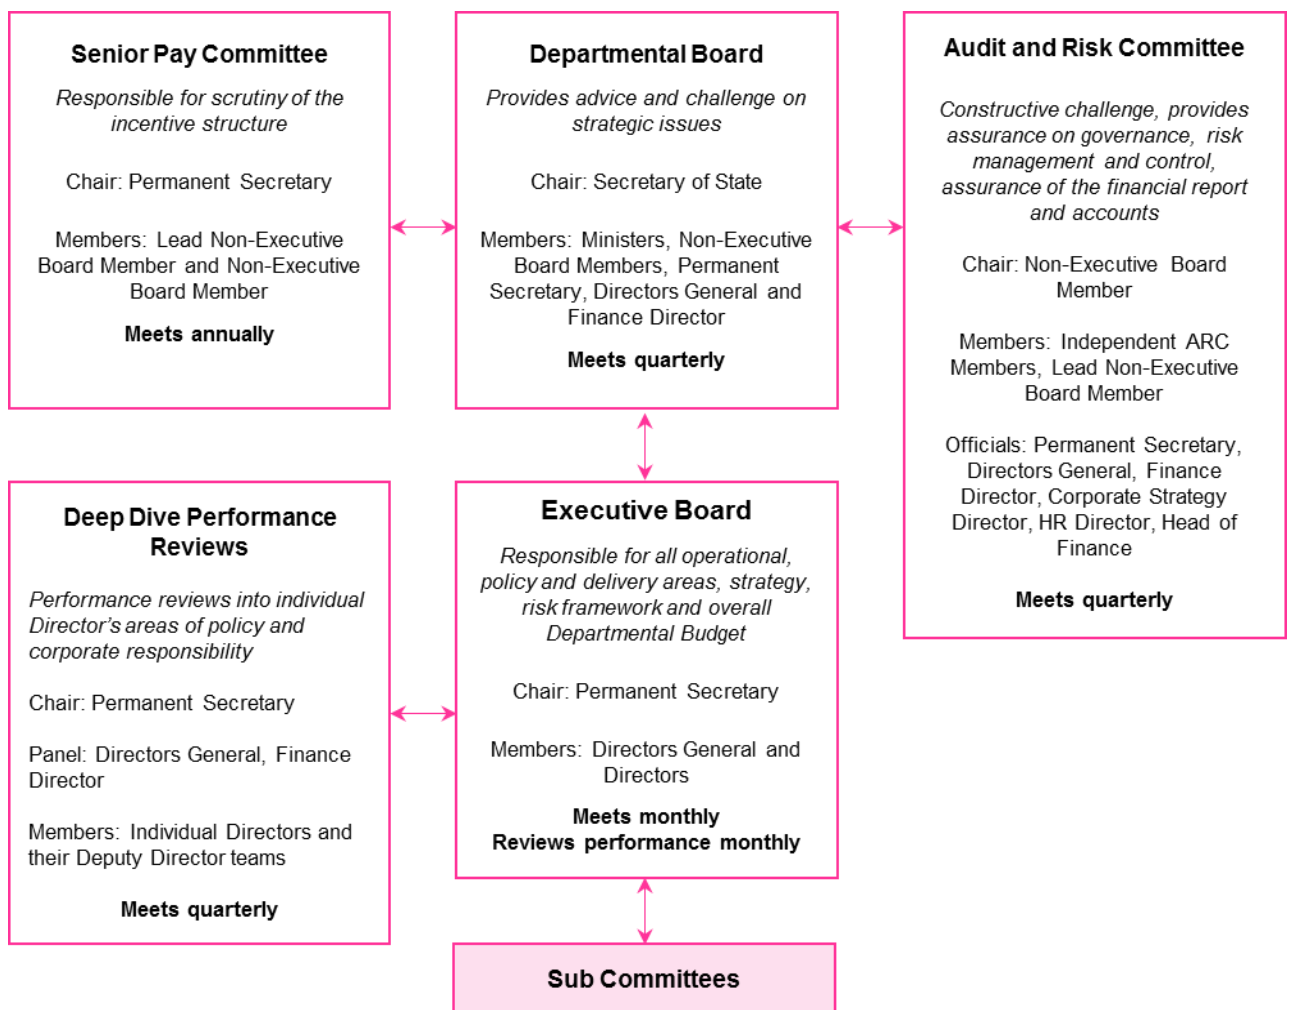 Senior Pay Committee
Responsible for scrutiny of the
incentive structure
Chair: Permanent Secretary
Members: Lead Non-Executive
Board Member and Non-Executive
Board Member
Meets annually
Departmental Board
Provides advice and challenge on
strategic issues
Chair: Secretary of State
Members: Ministers, Non-Executive
Board Members, Permanent
Secretary, Directors General and
Finance Director
Meets quarterly
Audit and Risk Committee
Constructive challenge, provides
assurance on governance, risk
management and control,
assurance of the financial report
and accounts
Chair: Non-Executive Board
Member
Members: Independent ARC
Members, Lead Non-Executive
Board Member
Officials: Permanent Secretary,
Directors General, Finance
Director, Corporate Strategy
Director, HR Director, Head of
Finance
Meets quarterly
Deep Dive Performance
Reviews
Performance reviews into individual
Director's areas of policy and
corporate responsibility
Chair: Permanent Secretary
Panel: Directors General, Finance
Director
Members: Individual Directors and
their Deputy Director teams
Meets quarterly
Executive Board
Responsible for all operational,
policy and delivery areas, strategy,
risk framework and overall
Departmental Budget
Chair: Permanent Secretary
Members: Directors General and
Directors
Meets monthly
Reviews performance monthly
Sub Committees